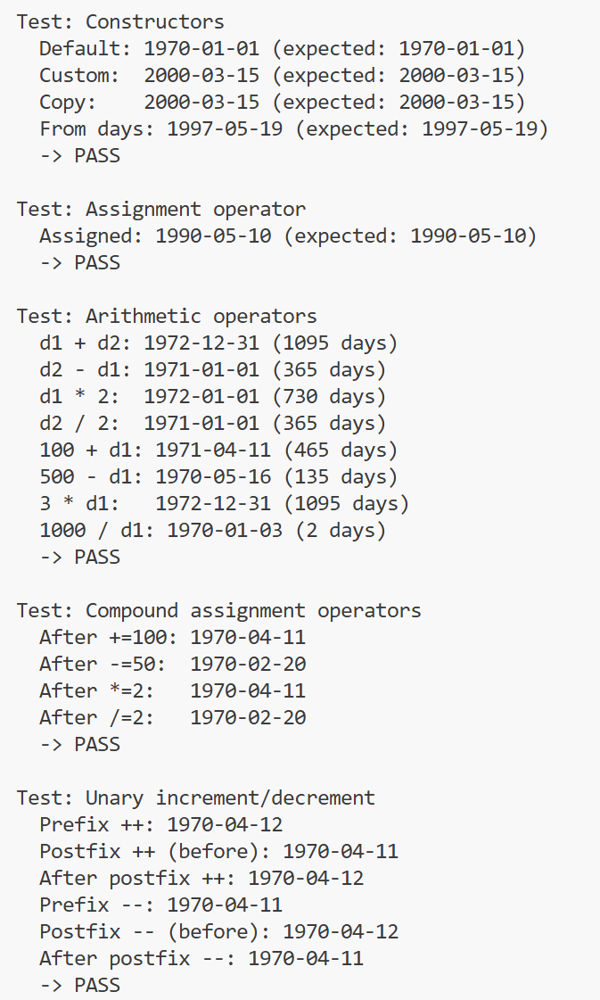 Test: Constructors
  Default: 1970-01-01 (expected: 1970-01-01)
  Custom:  2000-03-15 (expected: 2000-03-15)
  Copy:    2000-03-15 (expected: 2000-03-15)
  From days: 1997-05-19 (expected: 1997-05-19)
  -> PASS

Test: Assignment operator
  Assigned: 1990-05-10 (expected: 1990-05-10)
  -> PASS

Test: Arithmetic operators
  d1 + d2: 1972-12-31 (1095 days)
  d2 - d1: 1971-01-01 (365 days)
  d1 * 2:  1972-01-01 (730 days)
  d2 / 2:  1971-01-01 (365 days)
  100 + d1: 1971-04-11 (465 days)
  500 - d1: 1970-05-16 (135 days)
  3 * d1:   1972-12-31 (1095 days)
  1000 / d1: 1970-01-03 (2 days)
  -> PASS

Test: Compound assignment operators
  After +=100: 1970-04-11
  After -=50:  1970-02-20
  After *=2:   1970-04-11
  After /=2:   1970-02-20
  -> PASS

Test: Unary increment/decrement
  Prefix ++: 1970-04-12
  Postfix ++ (before): 1970-04-11
  After postfix ++: 1970-04-12
  Prefix --: 1970-04-11
  Postfix -- (before): 1970-04-12
  After postfix --: 1970-04-11
  -> PASS